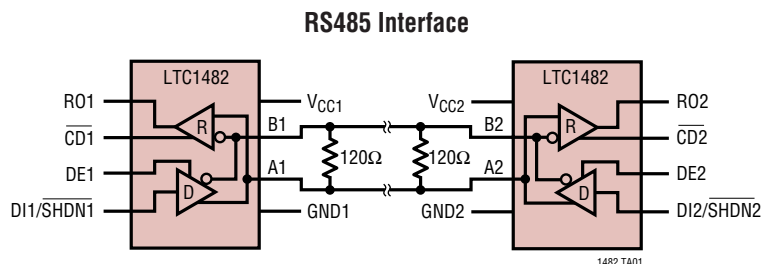 RS485 Interface
LTC1482
LTC1482
RO1
VCC1
VCC2
RO2
R
B1
B2
R
CD1
CD2
120Ω
120Ω
DE1
A1
A2
DE2
D
D
DI1/SHDN1
GND1
GND2
DI2/SHDN2
1482 TA01